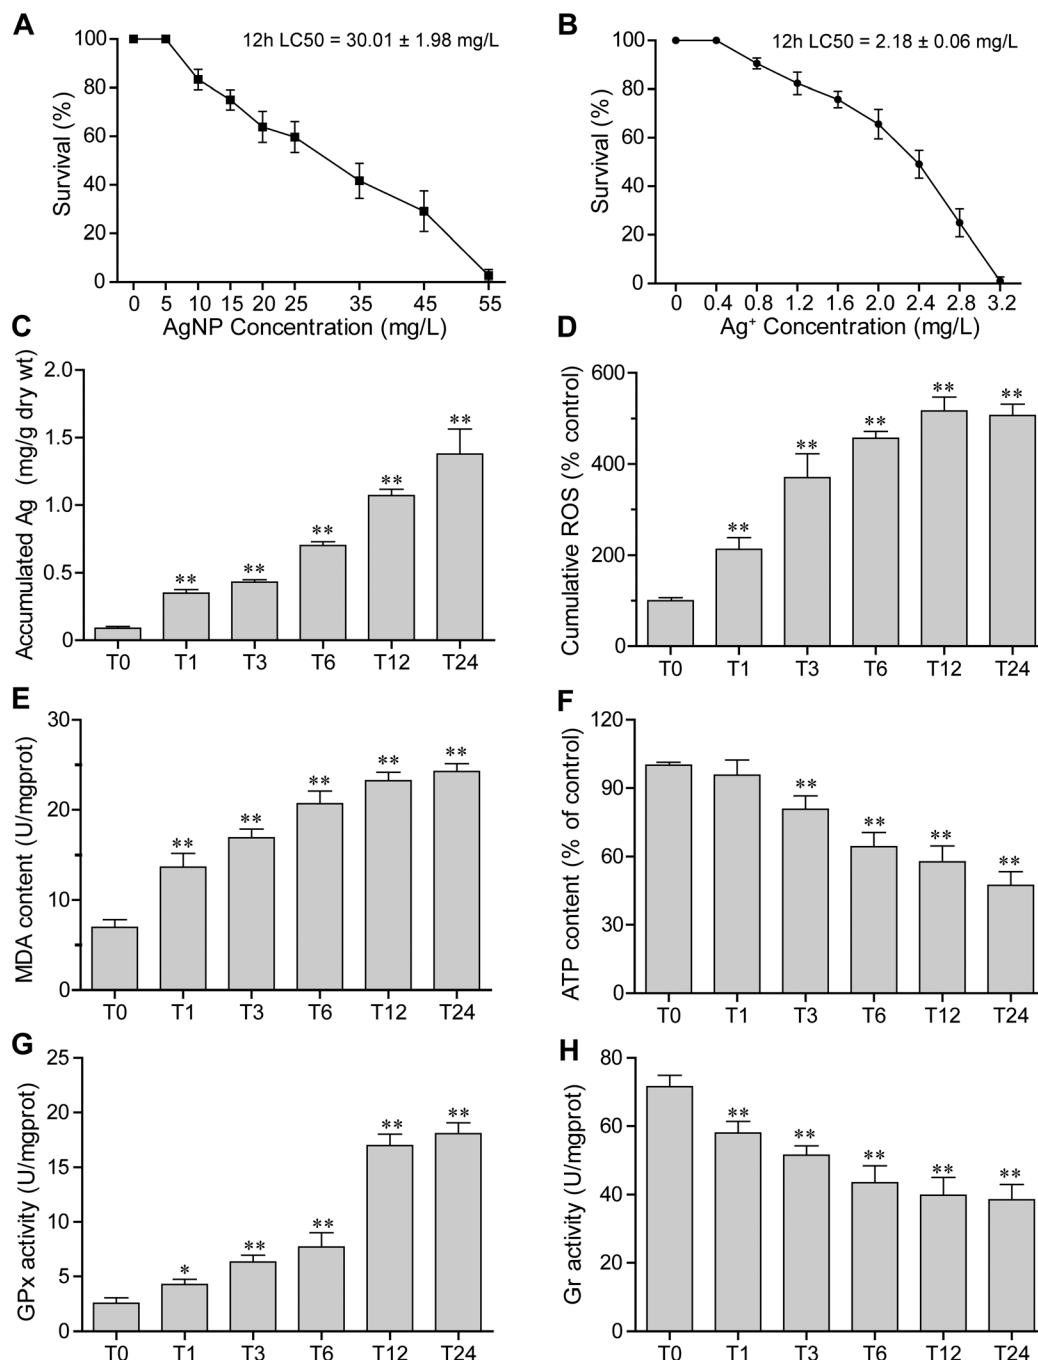 A
12h LC50 = 30.01 ± 1.98 mg/L
Survival (%)
100
80
60
40
20
0
0 5 10 15 20 25 35 45 55
AgNP Concentration (mg/L)
B
12h LC50 = 2.18 ± 0.06 mg/L
Survival (%)
100
80
60
40
20
0
0 0.4 0.8 1.2 1.6 2.0 2.4 2.8 3.2
Ag⁺ Concentration (mg/L)
C
Accumulated Ag (mg/g dry wt)
2.0
1.5
1.0
0.5
0
** ** ** ** **
T0 T1 T3 T6 T12 T24
D
Cumulative ROS (% control)
600
400
200
0
** ** ** ** **
T0 T1 T3 T6 T12 T24
E
MDA content (U/mgprot)
30
20
10
0
** ** ** ** **
T0 T1 T3 T6 T12 T24
F
ATP content (% of control)
120
90
60
30
0
** ** ** **
T0 T1 T3 T6 T12 T24
G
GPx activity (U/mgprot)
25
20
15
10
5
0
* ** ** ** **
T0 T1 T3 T6 T12 T24
H
Gr activity (U/mgprot)
80
60
40
20
0
** ** ** ** **
T0 T1 T3 T6 T12 T24